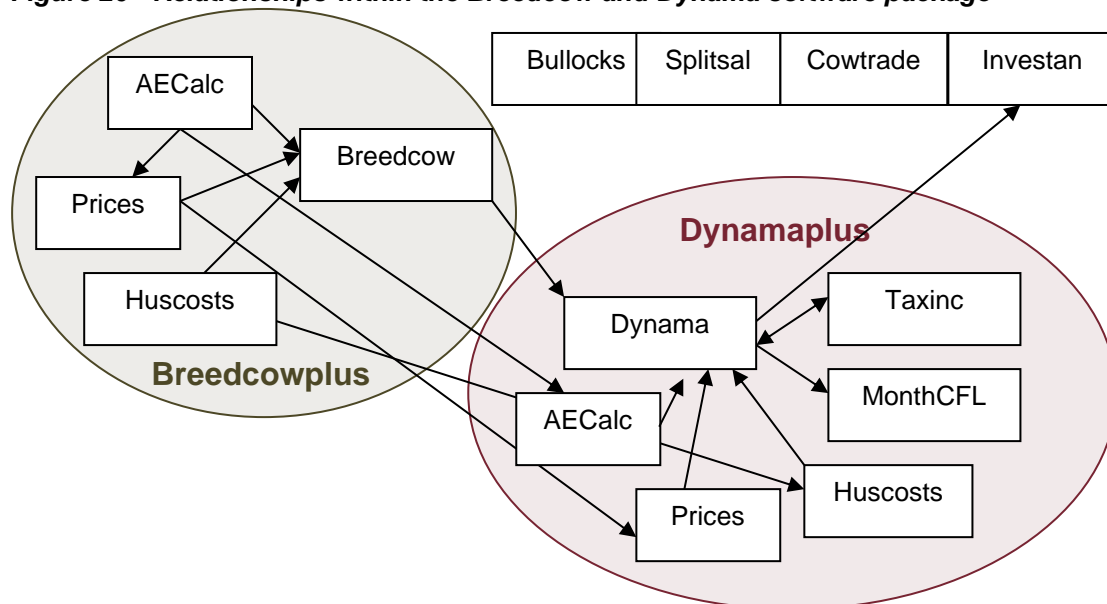 Bullocks Splitsal Cowtrade Investan
AECalc
Breedcow
Prices
Dynamaplus
Huscosts
Taxinc
Dynama
Breedcowplus
MonthCFL
AECalc
Huscosts
Prices